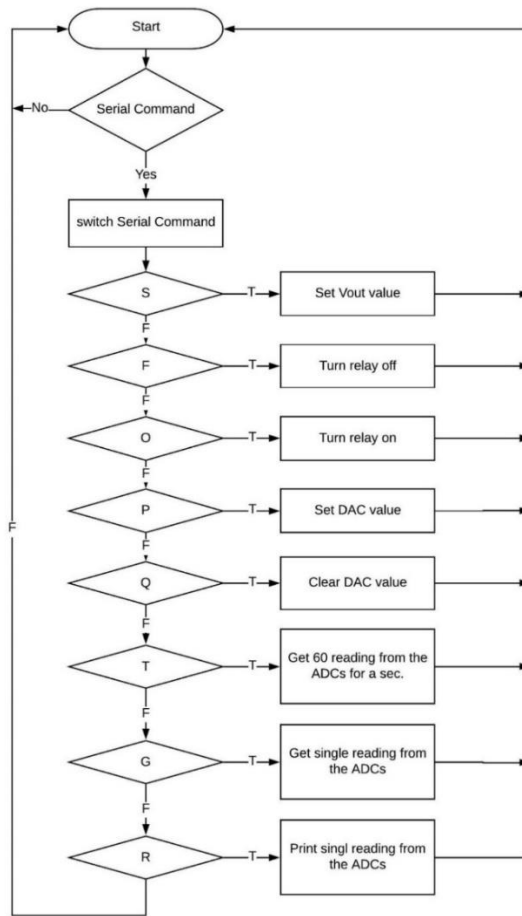 Start
Serial Command
No
Yes
switch Serial Command
S
T
Set Vout value
F
F
T
Turn relay off
F
O
T
Turn relay on
F
P
T
Set DAC value
F
F
Q
T
Clear DAC value
F
T
T
Get 60 reading from the
ADCs for a sec.
F
G
T
Get single reading from
the ADCs
F
R
T
Print singl reading from
the ADCs